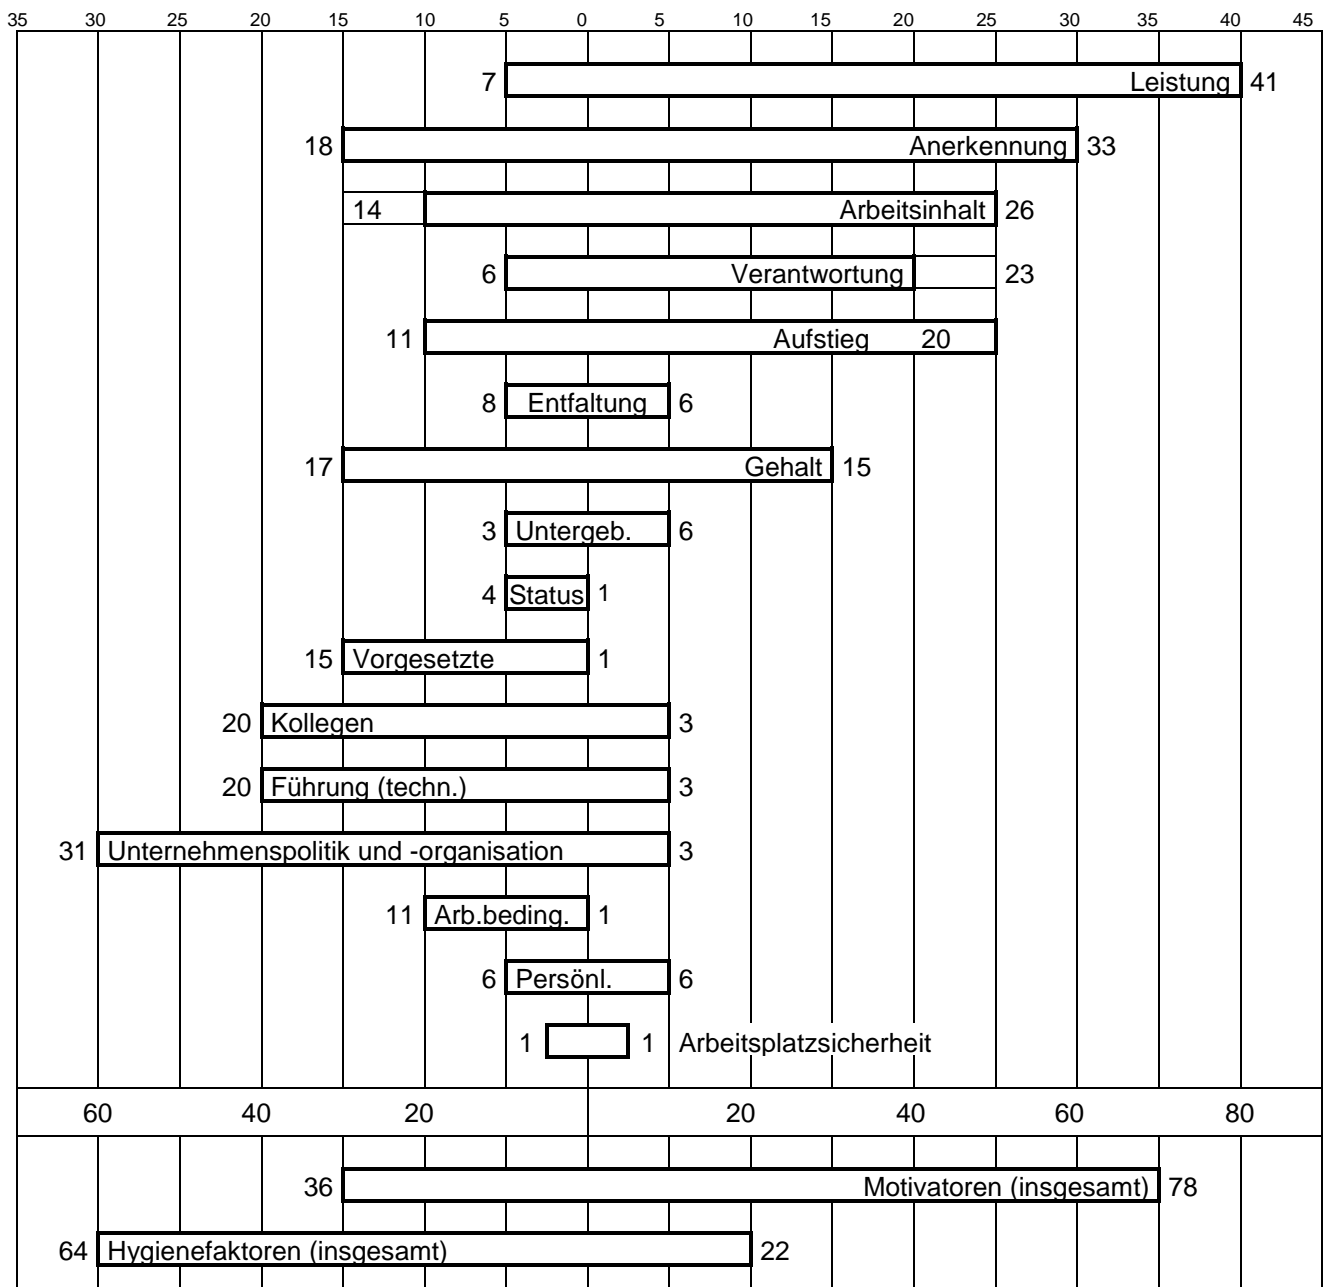 35 30 25 20 15 10 5 0 5 10 15 20 25 30 35 40 45
7 Leistung 41
18 Anerkennung 33
14 Arbeitsinhalt 26
6 Verantwortung 23
11 Aufstieg 20
8 Entfaltung 6
17 Gehalt 15
3 Untergeb. 6
4 Status 1
15 Vorgesetzte 1
20 Kollegen 3
20 Führung (techn.) 3
31 Unternehmenspolitik und -organisation 3
11 Arb.beding. 1
6 Persönl. 6
1 1 Arbeitsplatzsicherheit
60 40 20 20 40 60 80
36 Motivatoren (insgesamt) 78
64 Hygienefaktoren (insgesamt) 22